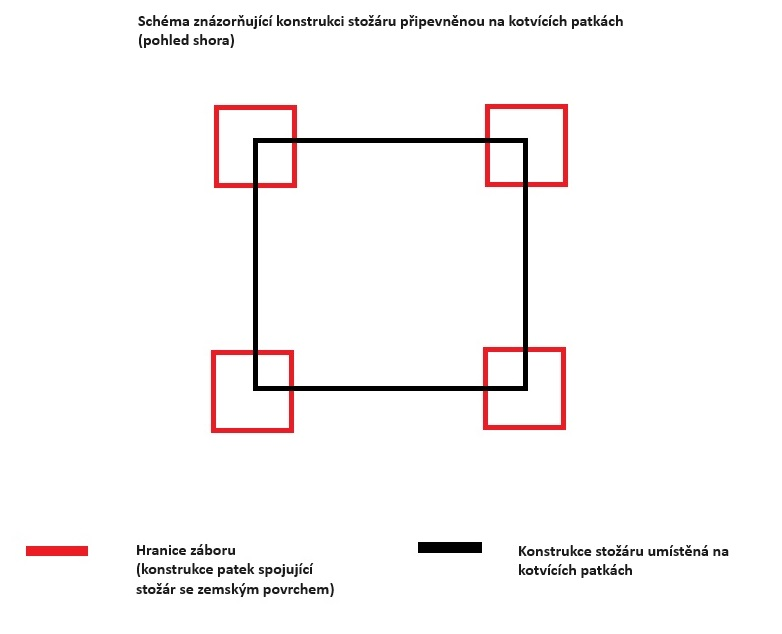 Schéma znázorňující konstrukci stožáru připevněnou na kotvících patkách
(pohled shora)
Hranice záboru
(konstrukce patek spojující
stožár se zemským povrchem)
Konstrukce stožáru umístěná na
kotvících patkách